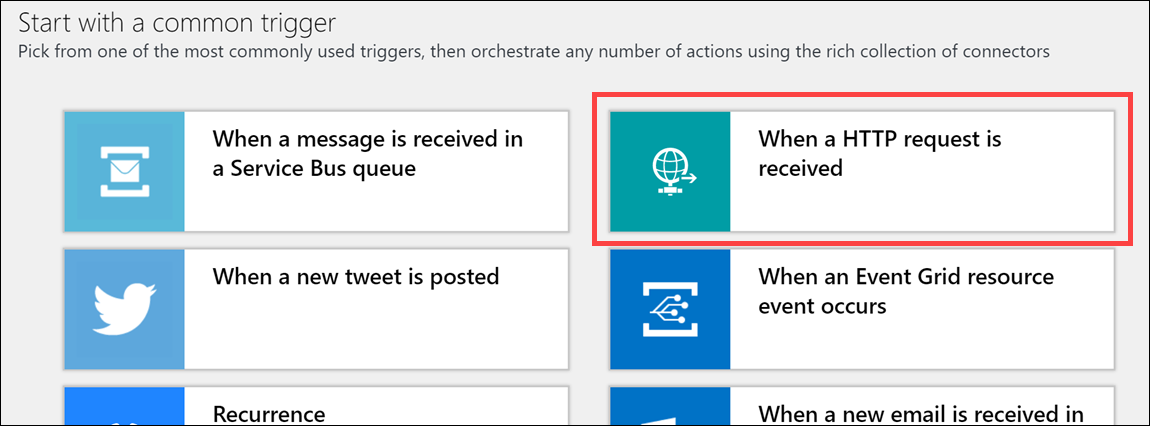 Start with a common trigger
Pick from one of the most commonly used triggers, then orchestrate any number of actions using the rich collection of connectors
When a message is received in
a Service Bus queue
When a HTTP request is
received
When a new tweet is posted
When an Event Grid resource
event occurs
Recurrence
When a new email is received in